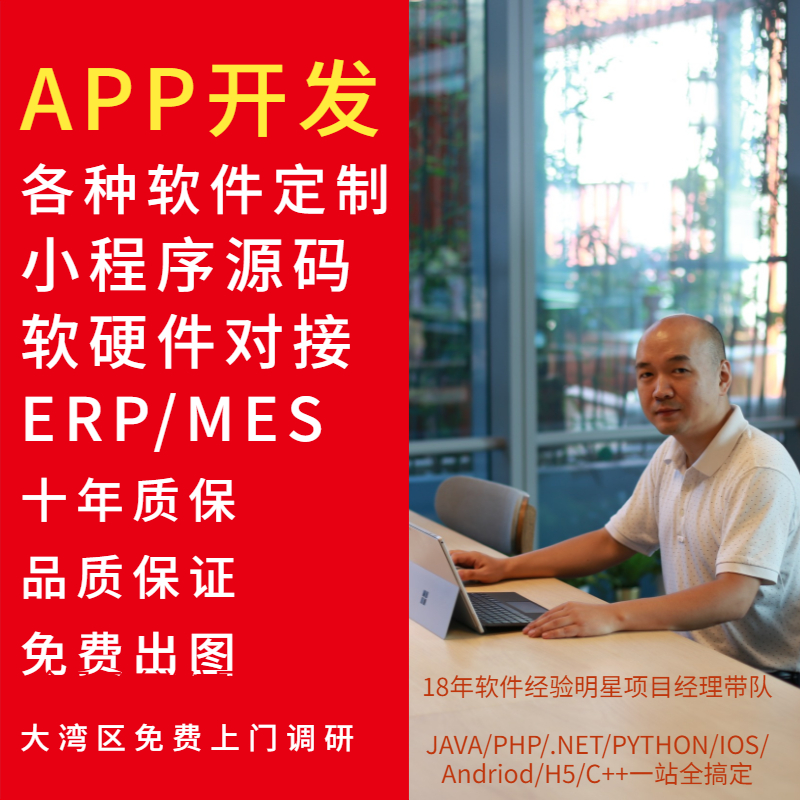 APP开发
各种软件定制
小程序源码
软硬件对接
ERP/MES
十年质保
品质保证
免费出图
大湾区免费上门调研
18年软件经验明星项目经理带队
JAVA/PHP/.NET/PYTHON/IOS/
Andriod/H5/C++一站全搞定